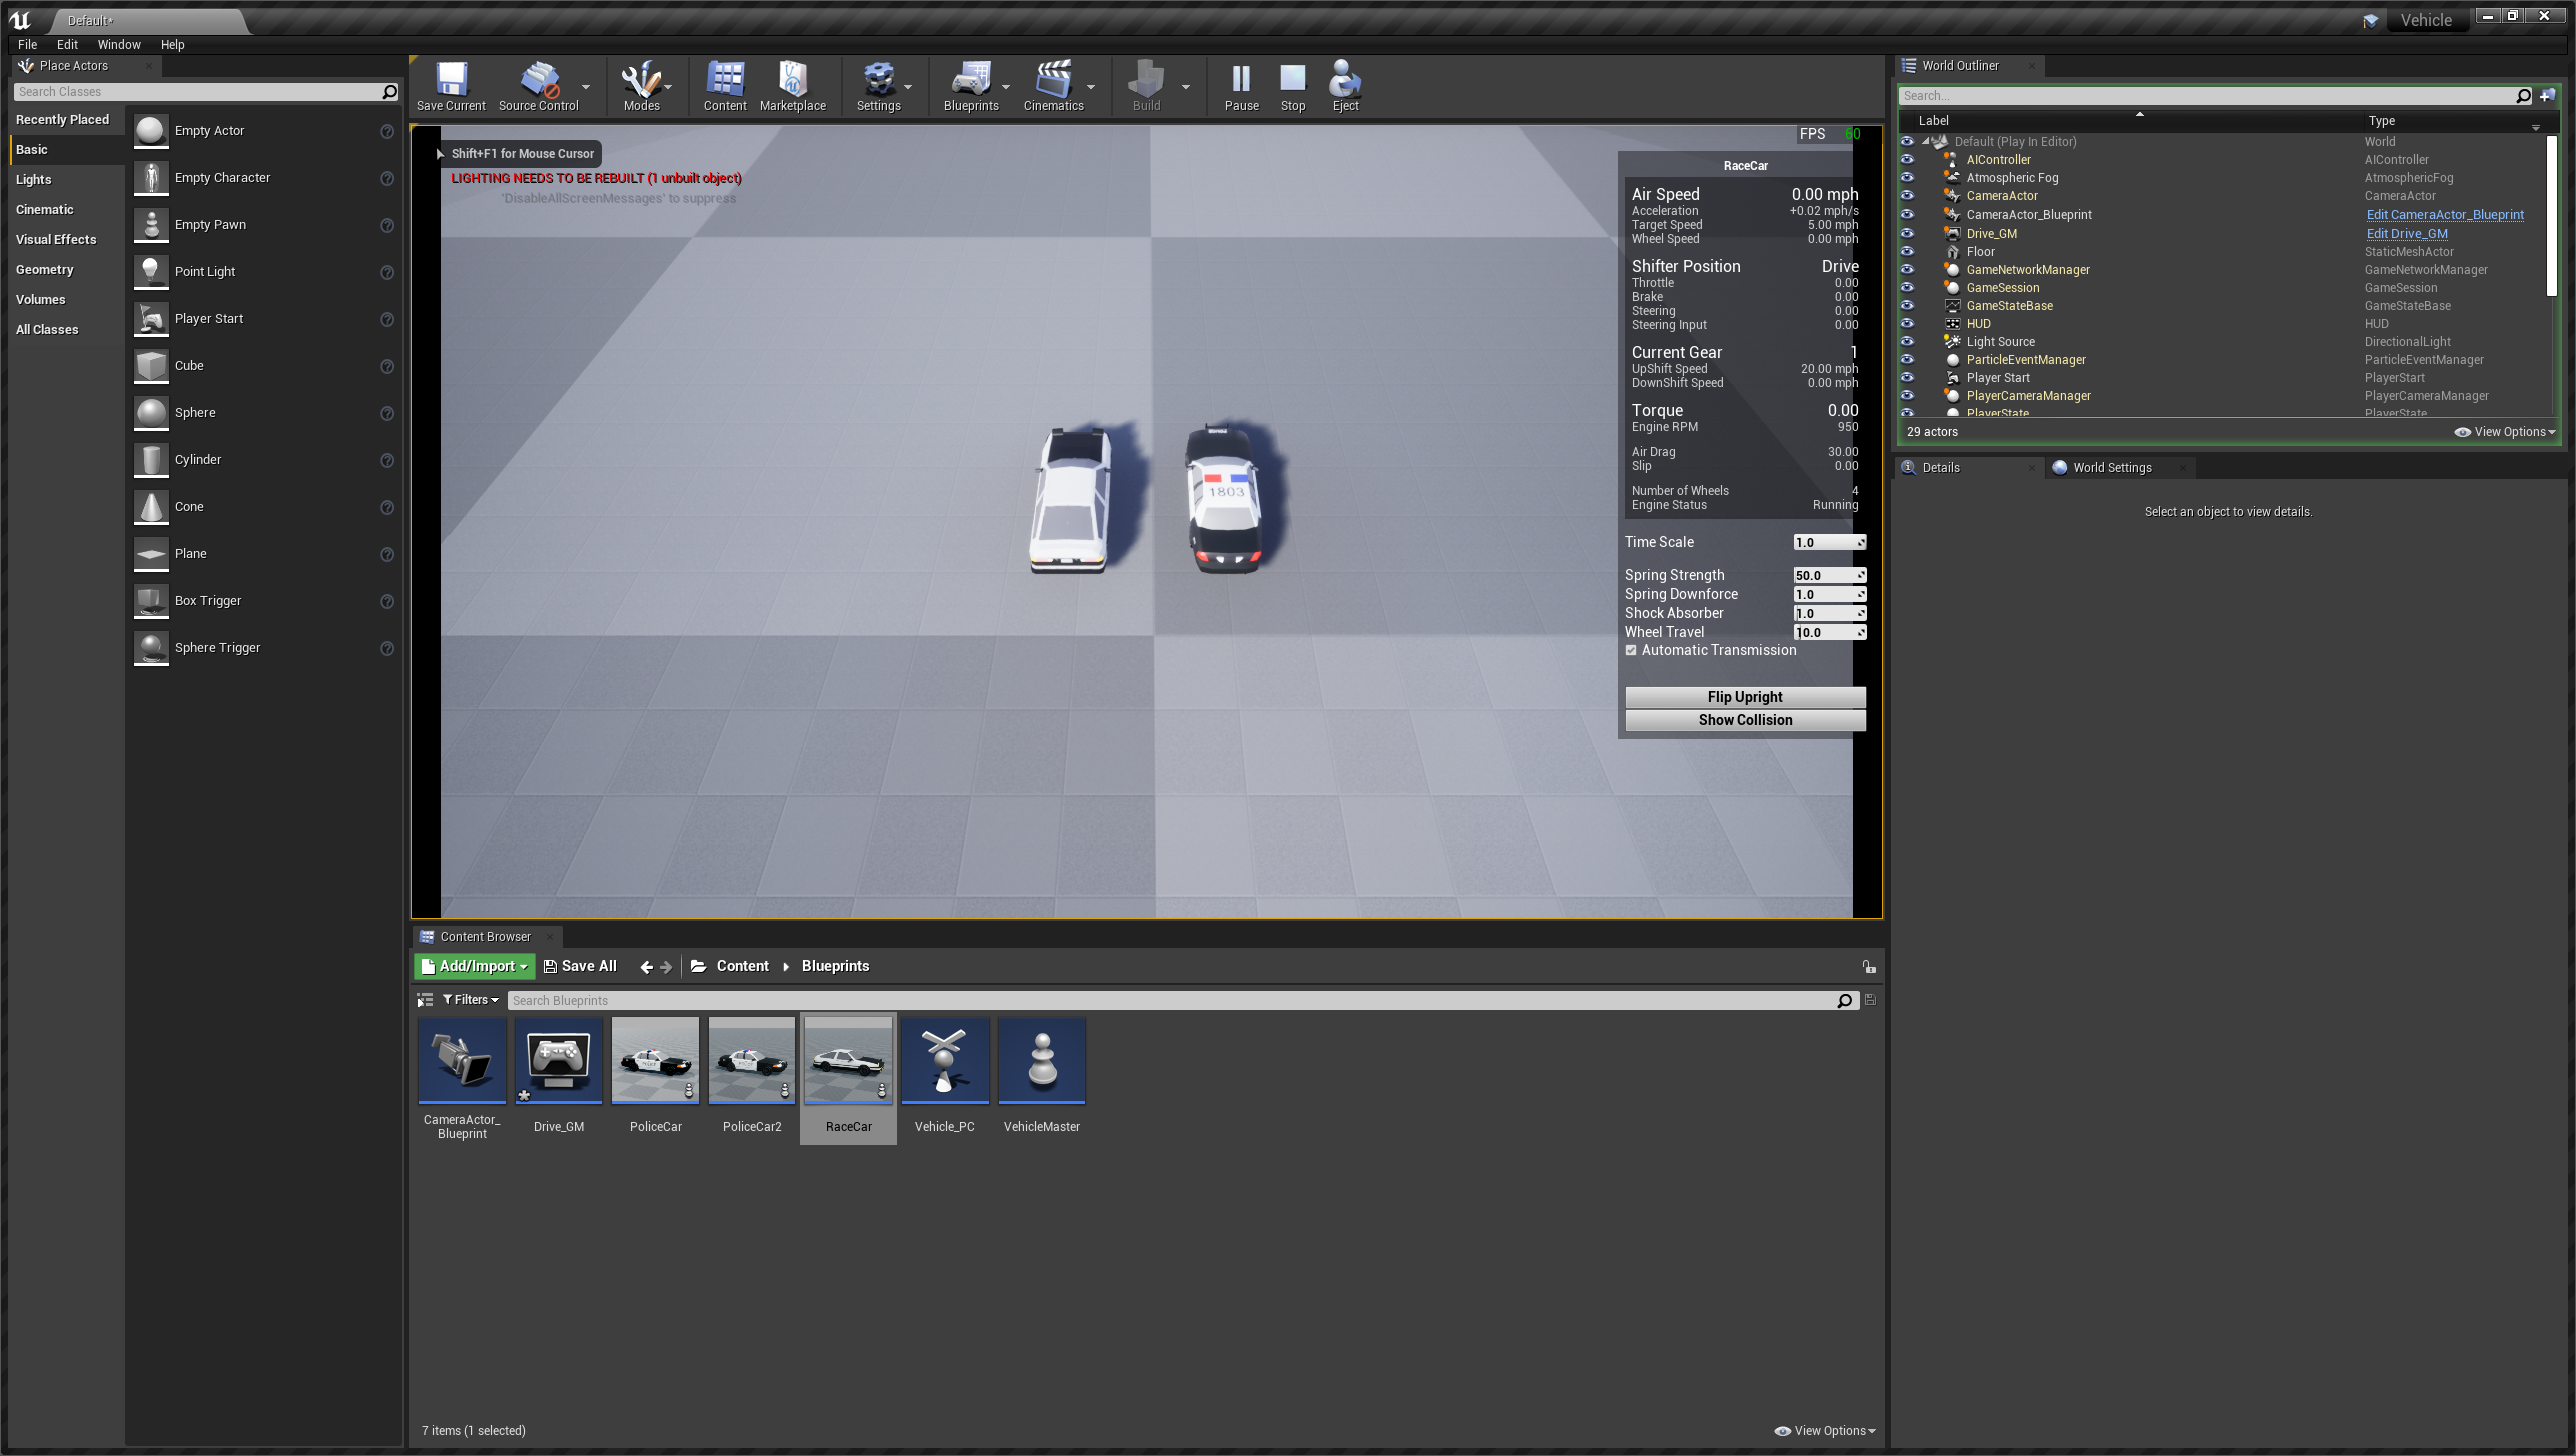 Default*
Vehicle
File Edit Window Help
Place Actors
Search Classes
Recently Placed
Basic
Lights
Cinematic
Visual Effects
Geometry
Volumes
All Classes
Empty Actor
Empty Character
Empty Pawn
Point Light
Player Start
Cube
Sphere
Cylinder
Cone
Plane
Box Trigger
Sphere Trigger
Save Current Source Control Modes Content Marketplace Settings Blueprints Cinematics Build Pause Stop Eject
FPS 60
Shift+F1 for Mouse Cursor
LIGHTING NEEDS TO BE REBUILT (1 unbuilt object)
'DisableAllScreenMessages' to suppress
1803
RaceCar
Air Speed 0.00 mph
Acceleration +0.02 mph/s
Target Speed 5.00 mph
Wheel Speed 0.00 mph
Shifter Position Drive
Throttle 0.00
Brake 0.00
Steering 0.00
Steering Input 0.00
Current Gear 1
UpShift Speed 20.00 mph
DownShift Speed 0.00 mph
Torque 0.00
Engine RPM 950
Air Drag 30.00
Slip 0.00
Number of Wheels 4
Engine Status Running
Time Scale 1.0
Spring Strength 50.0
Spring Downforce 1.0
Shock Absorber 1.0
Wheel Travel 10.0
Automatic Transmission
Flip Upright
Show Collision
Content Browser
Add/Import Save All Content Blueprints
Filters Search Blueprints
CameraActor_
Blueprint
Drive_GM
PoliceCar
PoliceCar2
RaceCar
Vehicle_PC
VehicleMaster
7 items (1 selected)
View Options
World Outliner
Search...
Label Type
Default (Play In Editor) World
AIController AIController
Atmospheric Fog AtmosphericFog
CameraActor CameraActor
CameraActor_Blueprint Edit CameraActor_Blueprint
Drive_GM Edit Drive_GM
Floor StaticMeshActor
GameNetworkManager GameNetworkManager
GameSession GameSession
GameStateBase GameStateBase
HUD HUD
Light Source DirectionalLight
ParticleEventManager ParticleEventManager
Player Start PlayerStart
PlayerCameraManager PlayerCameraManager
PlayerState PlayerState
29 actors View Options
Details World Settings
Select an object to view details.